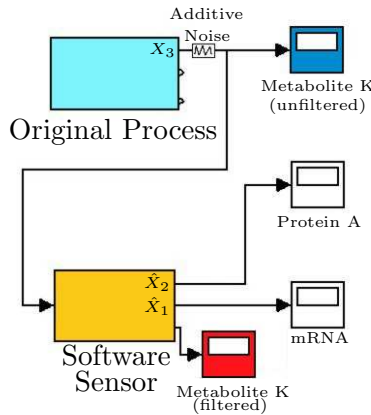 Additive
Noise
X₃
Metabolite K
(unfiltered)
Original Process
Protein A
X̂₂
X̂₁
mRNA
Software
Sensor
Metabolite K
(filtered)